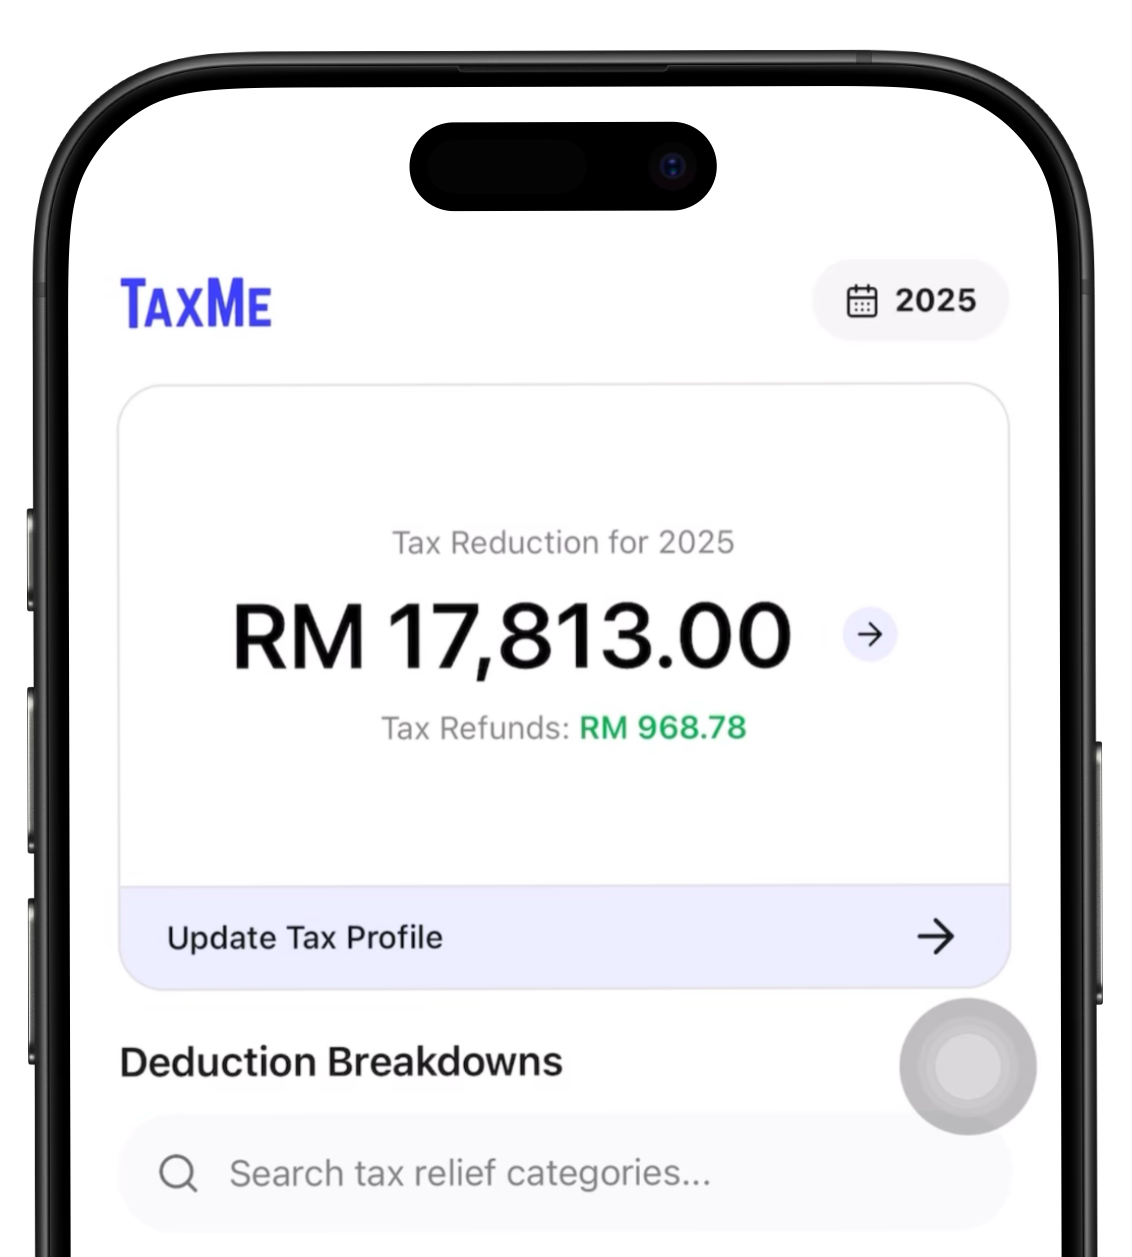 TAXME
2025
Tax Reduction for 2025
RM 17,813.00
Tax Refunds: RM 968.78
Update Tax Profile
Deduction Breakdowns
Search tax relief categories...